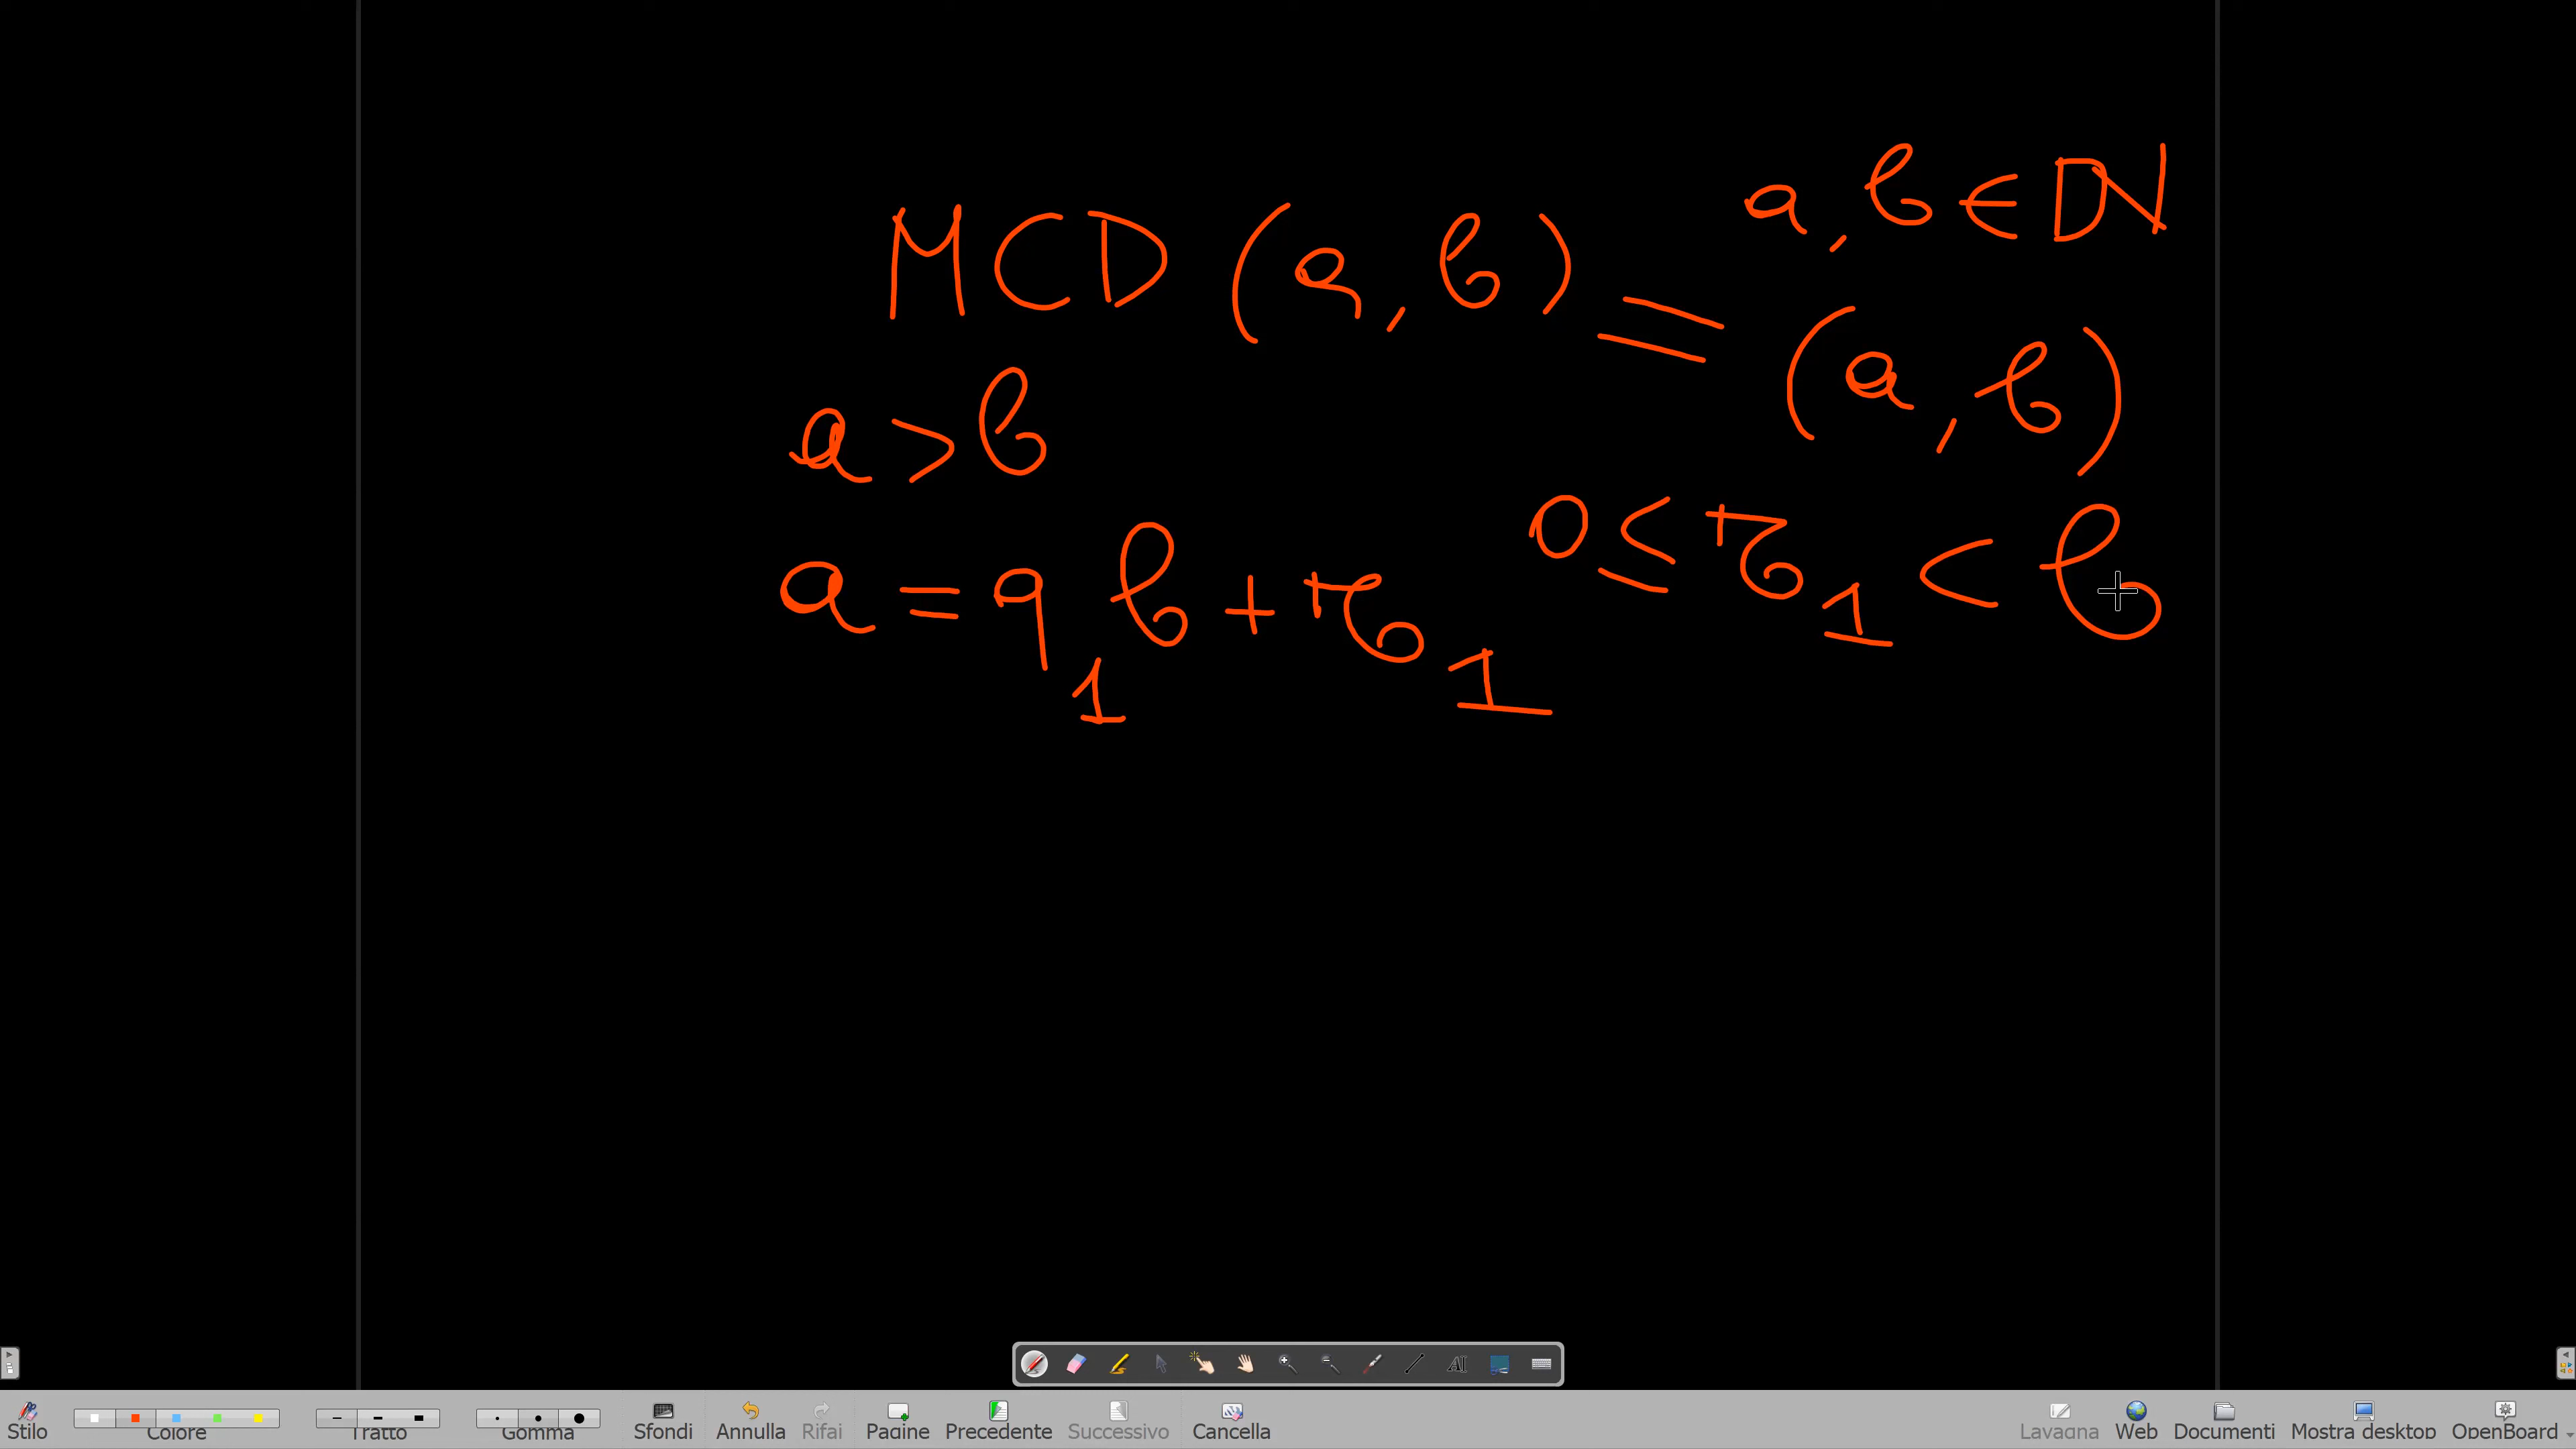 a, b ∈ ℕ
MCD (a, b) = (a, b)
a > b
a = q₁ b + r₁
0 ≤ r₁ < b
Stilo
Colore
Tratto
Gomma
Sfondi
Annulla
Rifai
Pagine
Precedente
Successivo
Cancella
Lavagna
Web
Documenti
Mostra desktop
OpenBoard